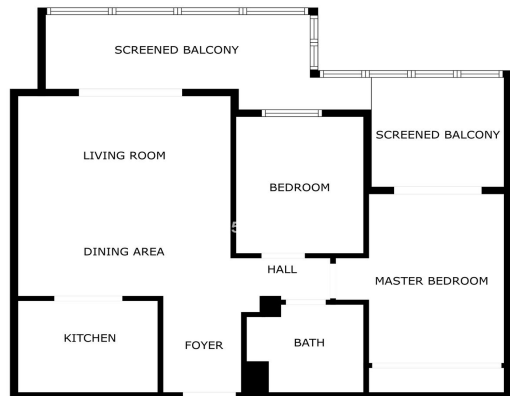 SCREENED BALCONY
SCREENED BALCONY
LIVING ROOM
BEDROOM
DINING AREA
HALL
MASTER BEDROOM
KITCHEN
FOYER
BATH